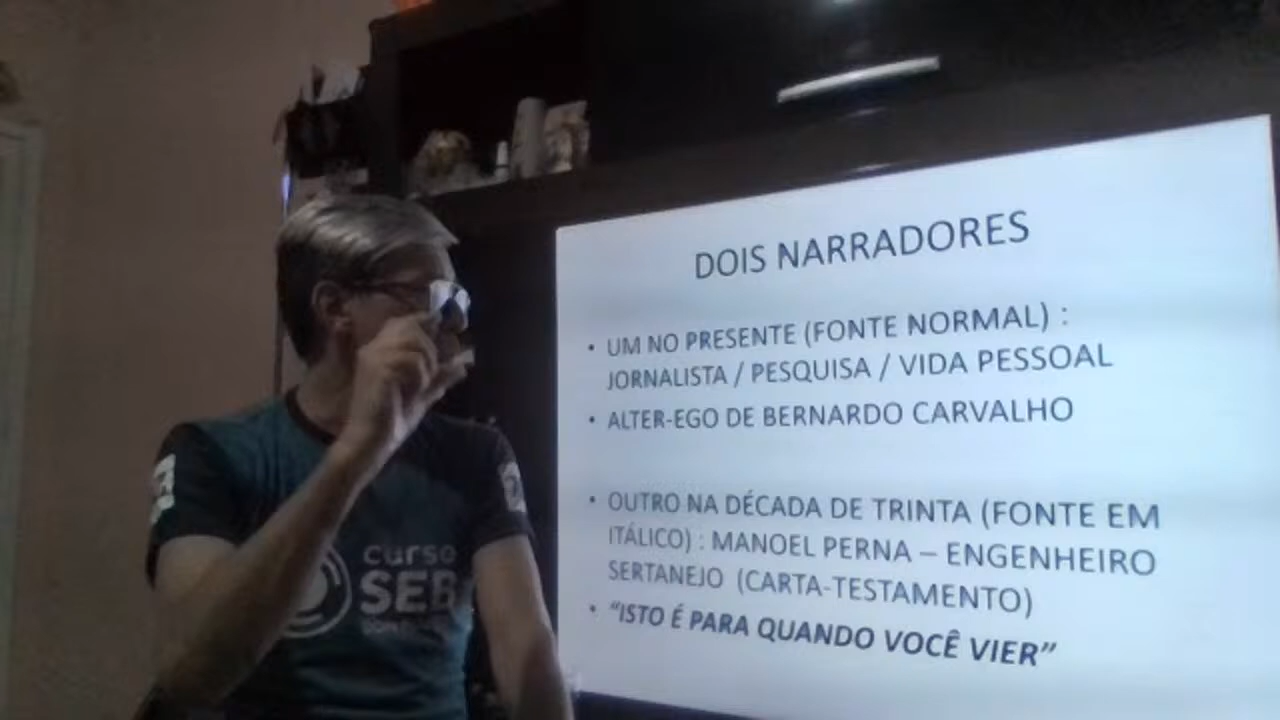 DOIS NARRADORES
• UM NO PRESENTE (FONTE NORMAL) :
JORNALISTA / PESQUISA / VIDA PESSOAL
• ALTER-EGO DE BERNARDO CARVALHO
• OUTRO NA DÉCADA DE TRINTA (FONTE EM
ITÁLICO) : MANOEL PERNA – ENGENHEIRO
SERTANEJO (CARTA-TESTAMENTO)
• “ISTO É PARA QUANDO VOCÊ VIER”
curso
SEB